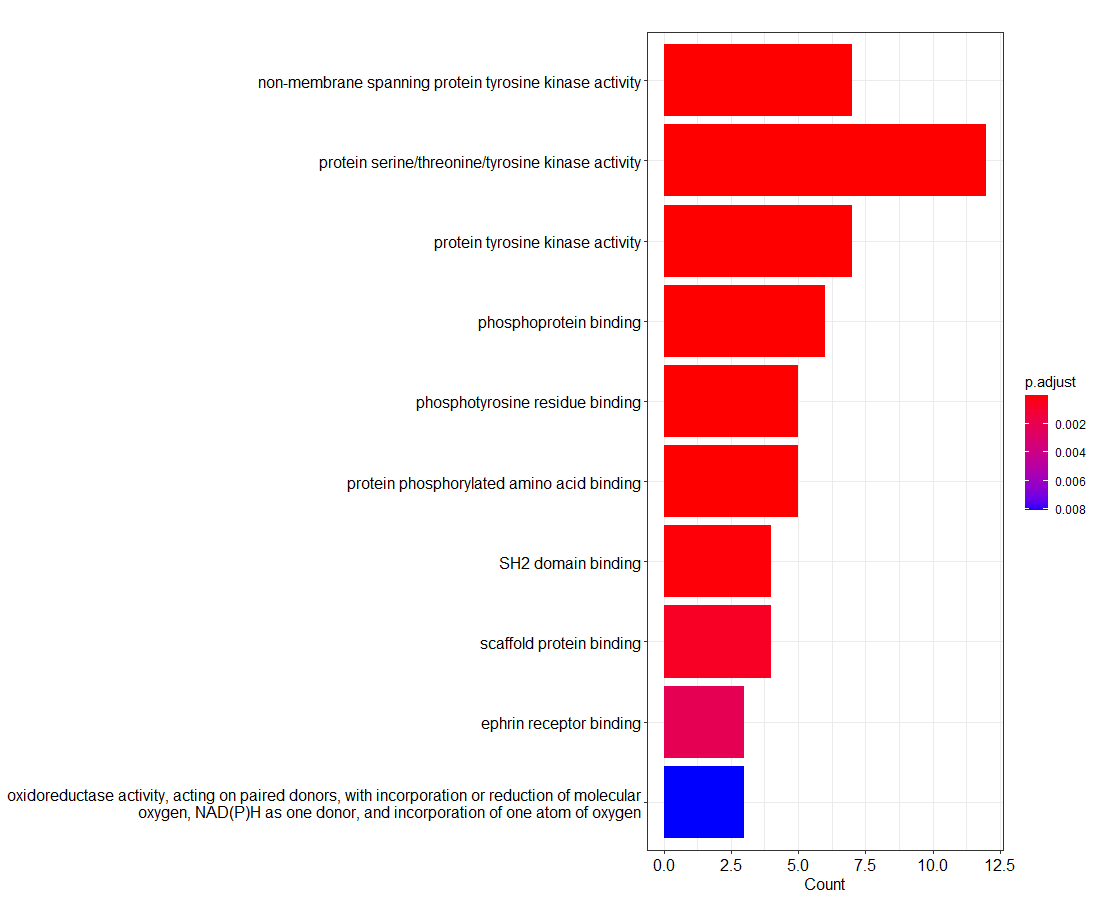 non-membrane spanning protein tyrosine kinase activity
protein serine/threonine/tyrosine kinase activity
protein tyrosine kinase activity
phosphoprotein binding
phosphotyrosine residue binding
protein phosphorylated amino acid binding
SH2 domain binding
scaffold protein binding
ephrin receptor binding
oxidoreductase activity, acting on paired donors, with incorporation or reduction of molecular
oxygen, NAD(P)H as one donor, and incorporation of one atom of oxygen
0.0 2.5 5.0 7.5 10.0 12.5
Count
p.adjust
0.002
0.004
0.006
0.008